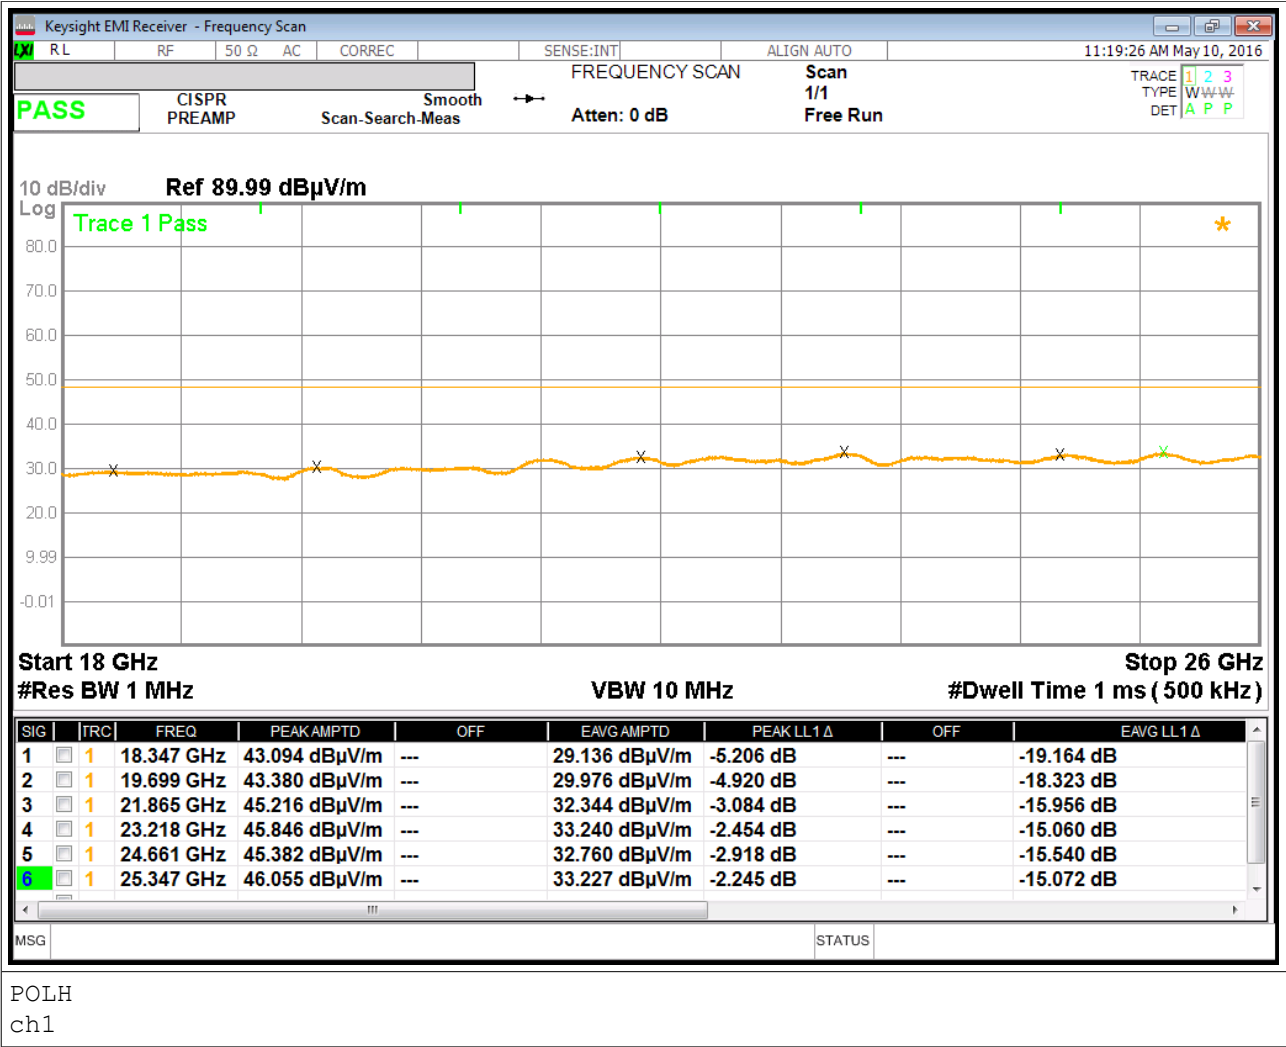 Keysight EMI Receiver - Frequency Scan
LXI RL RF 50 Ω AC CORREC SENSE:INT ALIGN AUTO 11:19:26 AM May 10, 2016
FREQUENCY SCAN Scan TRACE 1 2 3
1/1 TYPE W W W
PASS CISPR Smooth Atten: 0 dB Free Run DET A P P
PREAMP Scan-Search-Meas
10 dB/div Ref 89.99 dBµV/m
Log
Trace 1 Pass
80.0
70.0
60.0
50.0
40.0
30.0
20.0
9.99
-0.01
Start 18 GHz Stop 26 GHz
#Res BW 1 MHz VBW 10 MHz #Dwell Time 1 ms (500 kHz)
SIG TRC FREQ PEAK AMPTD OFF EAVG AMPTD PEAK LL1 Δ OFF EAVG LL1 Δ
1 1 18.347 GHz 43.094 dBµV/m --- 29.136 dBµV/m -5.206 dB --- -19.164 dB
2 1 19.699 GHz 43.380 dBµV/m --- 29.976 dBµV/m -4.920 dB --- -18.323 dB
3 1 21.865 GHz 45.216 dBµV/m --- 32.344 dBµV/m -3.084 dB --- -15.956 dB
4 1 23.218 GHz 45.846 dBµV/m --- 33.240 dBµV/m -2.454 dB --- -15.060 dB
5 1 24.661 GHz 45.382 dBµV/m --- 32.760 dBµV/m -2.918 dB --- -15.540 dB
6 1 25.347 GHz 46.055 dBµV/m --- 33.227 dBµV/m -2.245 dB --- -15.072 dB
MSG STATUS
POLH
ch1